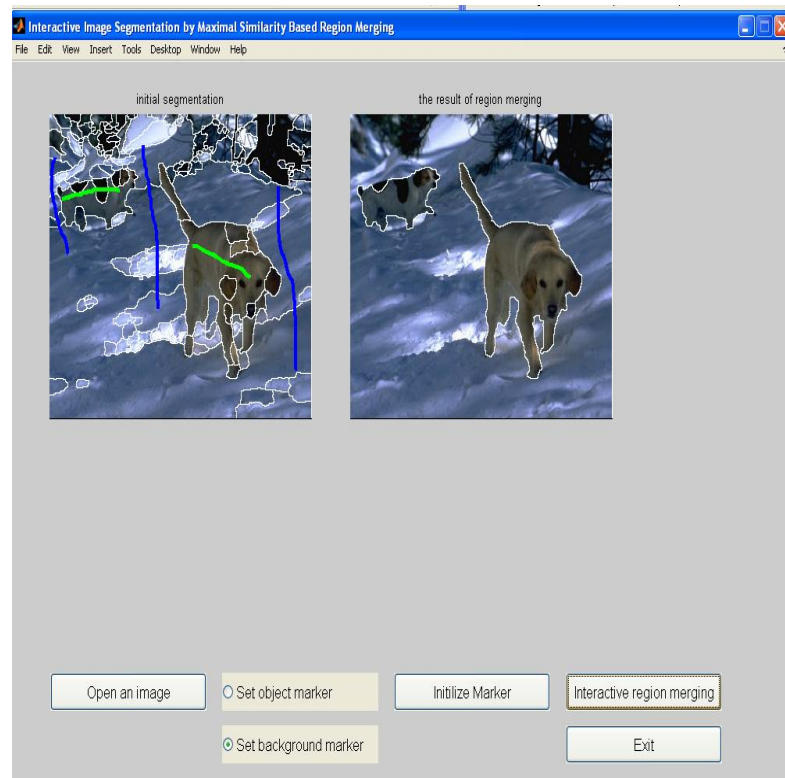 Interactive Image Segmentation by Maximal Similarity Based Region Merging
File Edit View Insert Tools Desktop Window Help
initial segmentation the result of region merging
Open an image Set object marker Initilize Marker Interactive region merging
Set background marker Exit